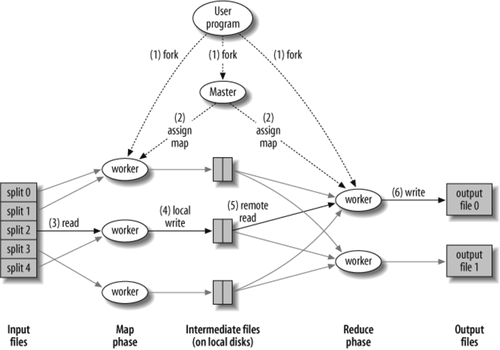 User
program
(1) fork
(1) fork
(1) fork
Master
(2)
assign
map
(2)
assign
map
worker
split 0
split 1
split 2
split 3
split 4
(3) read
worker
(4) local
write
(5) remote
read
worker
(6) write
output
file 0
worker
output
file 1
worker
Input
files
Map
phase
Intermediate files
(on local disks)
Reduce
phase
Output
files